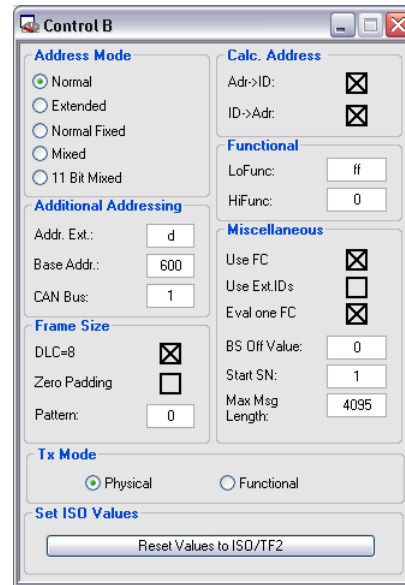 Control B
Address Mode
Normal
Extended
Normal Fixed
Mixed
11 Bit Mixed
Additional Addressing
Addr. Ext.: d
Base Addr.: 600
CAN Bus: 1
Frame Size
DLC=8
Zero Padding
Pattern: 0
Calc. Address
Adr->ID:
ID->Adr:
Functional
LoFunc: ff
HiFunc: 0
Miscellaneous
Use FC
Use Ext.IDs
Eval one FC
BS Off Value: 0
Start SN: 1
Max Msg
Length: 4095
Tx Mode
Physical Functional
Set ISO Values
Reset Values to ISO/TF2